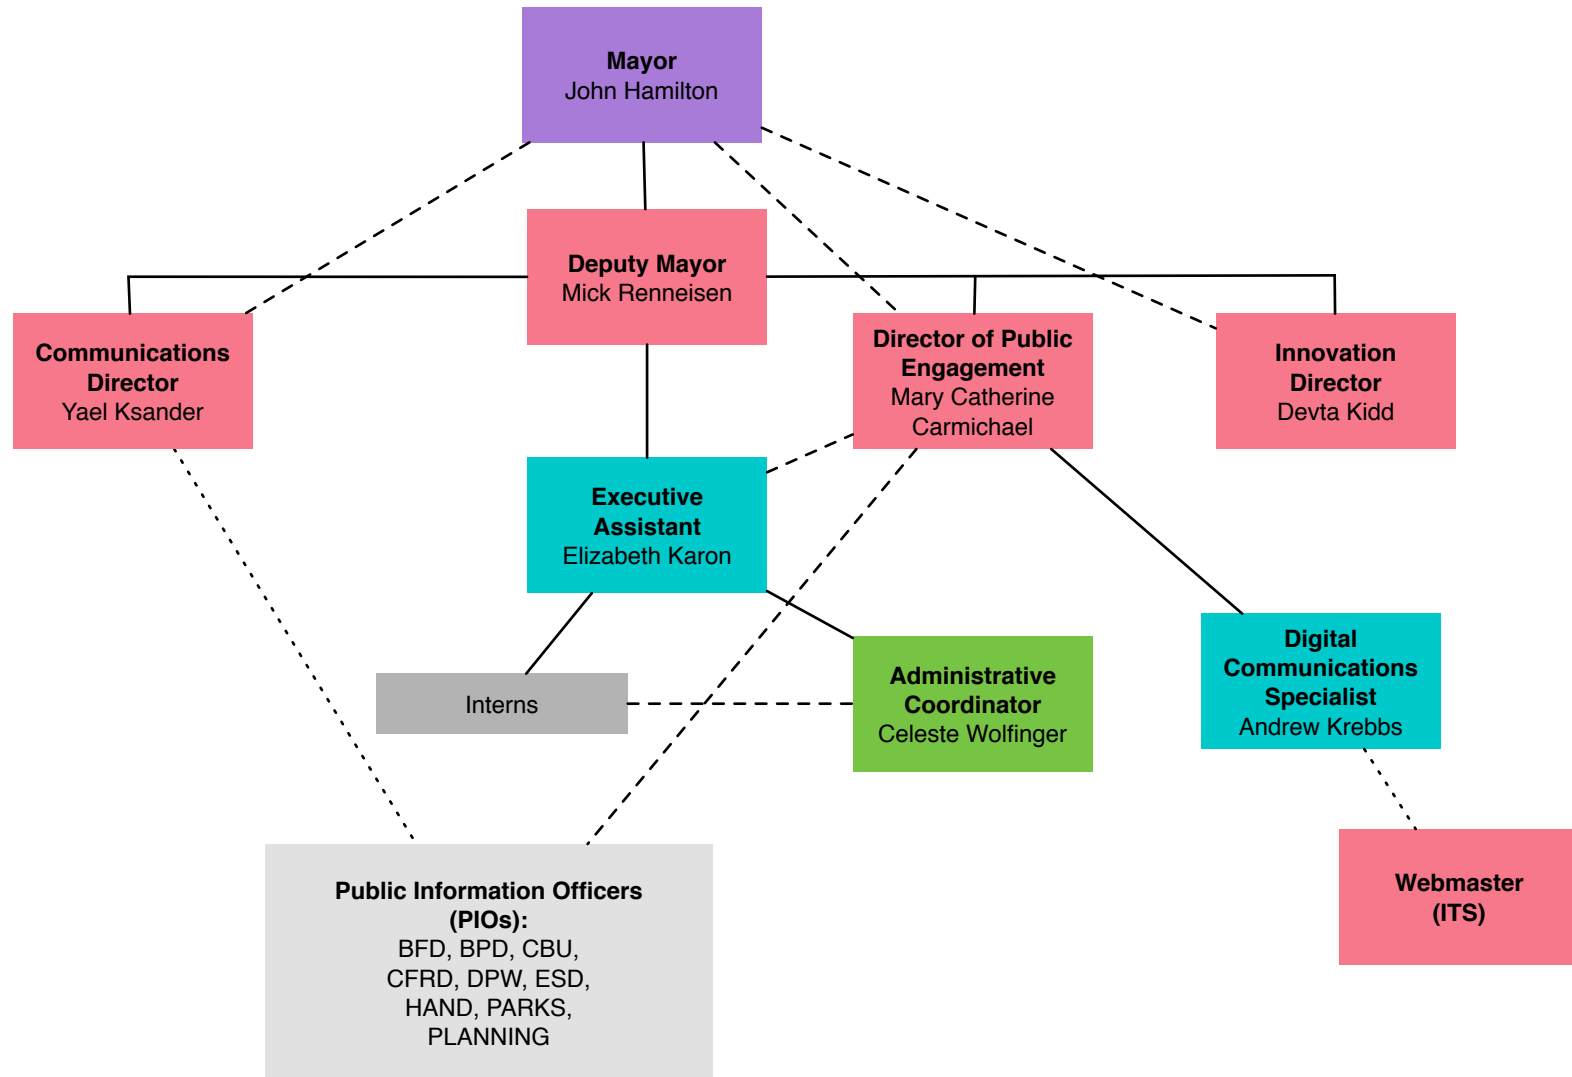 Mayor
John Hamilton
Deputy Mayor
Mick Renneisen
Communications
Director
Yael Ksander
Director of Public
Engagement
Mary Catherine
Carmichael
Innovation
Director
Devta Kidd
Executive
Assistant
Elizabeth Karon
Interns
Administrative
Coordinator
Celeste Wolfinger
Digital
Communications
Specialist
Andrew Krebbs
Public Information Officers
(PIOs):
BFD, BPD, CBU,
CFRD, DPW, ESD,
HAND, PARKS,
PLANNING
Webmaster
(ITS)